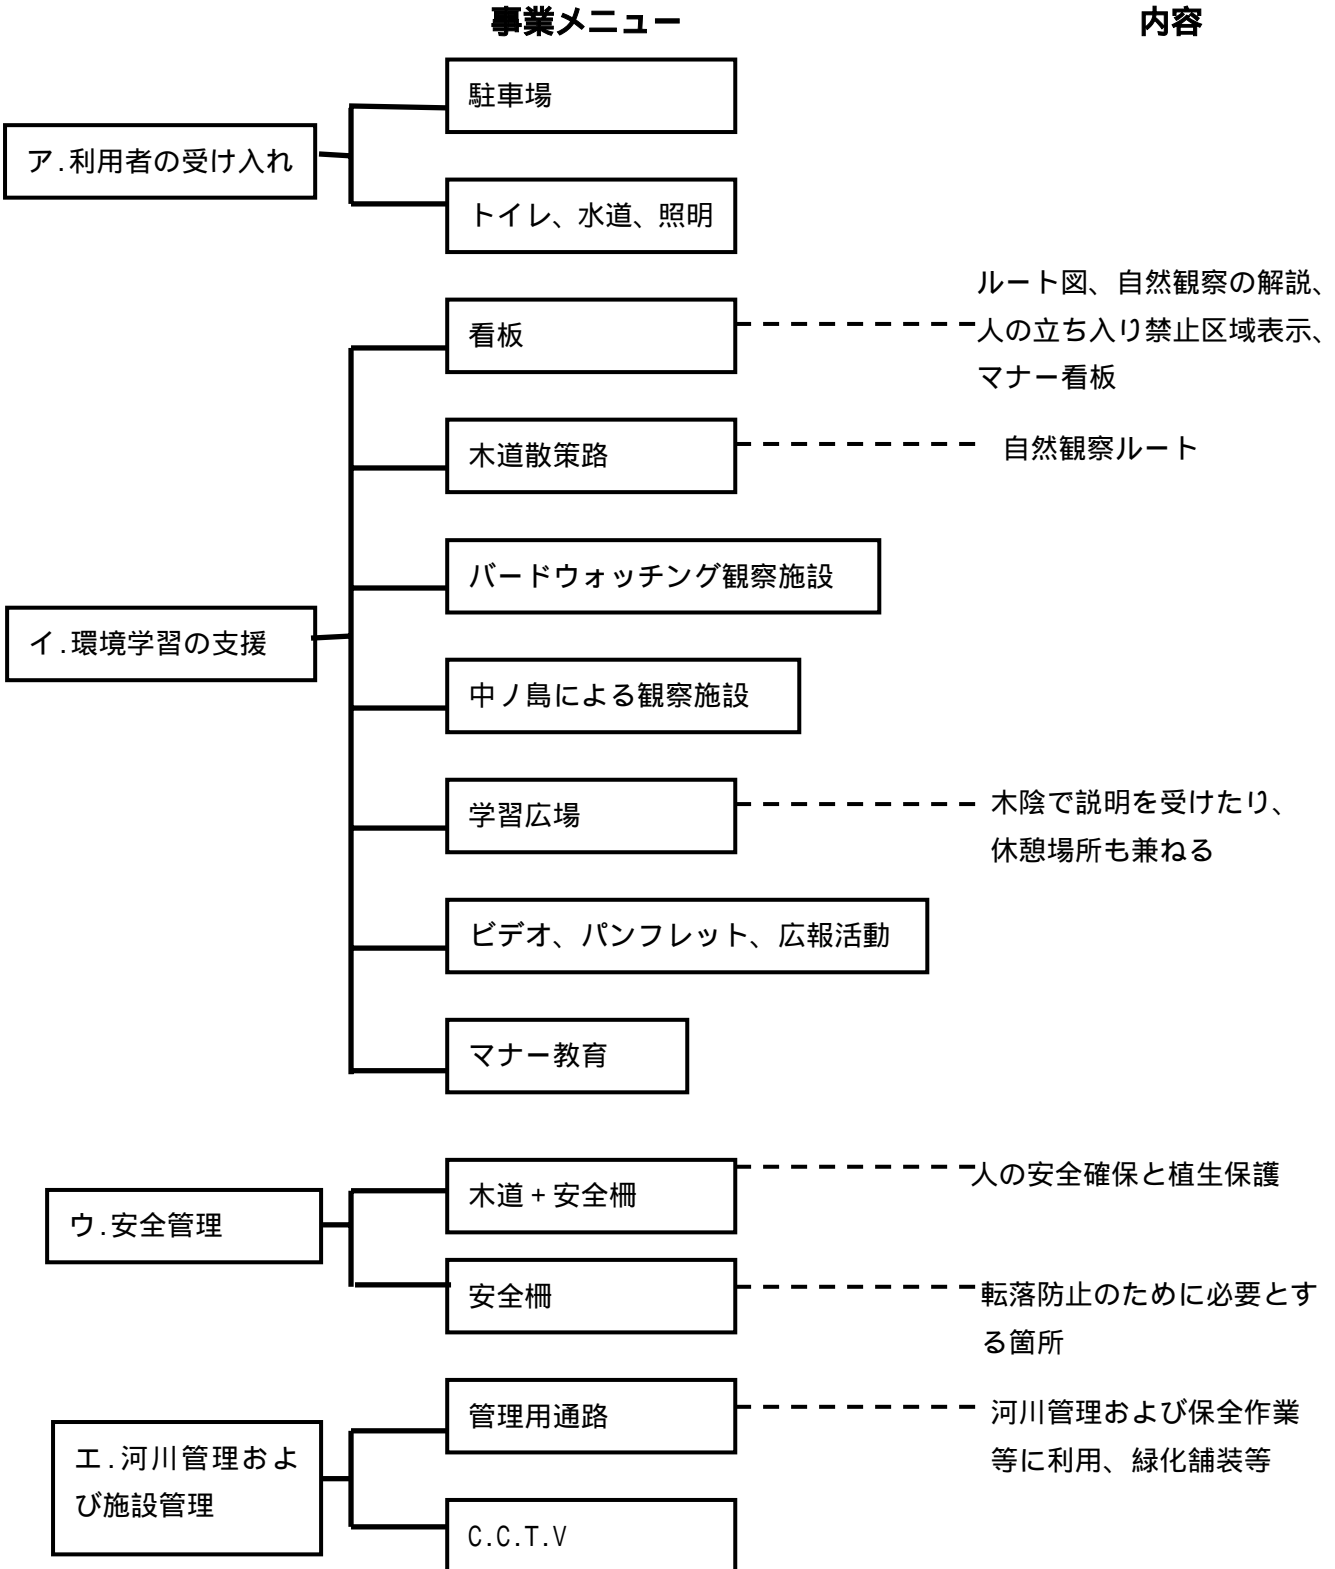 事業メニュー 内容
駐車場
ア.利用者の受け入れ
トイレ、水道、照明
看板
ルート図、自然観察の解説、
人の立ち入り禁止区域表示、
マナー看板
木道散策路
自然観察ルート
バードウォッチング観察施設
イ.環境学習の支援
中ノ島による観察施設
学習広場
木陰で説明を受けたり、
休憩場所も兼ねる
ビデオ、パンフレット、広報活動
マナー教育
木道+安全柵
人の安全確保と植生保護
ウ.安全管理
安全柵
転落防止のために必要とす
る箇所
管理用通路
河川管理および保全作業
等に利用、緑化舗装等
エ.河川管理およ
び施設管理
C.C.T.V